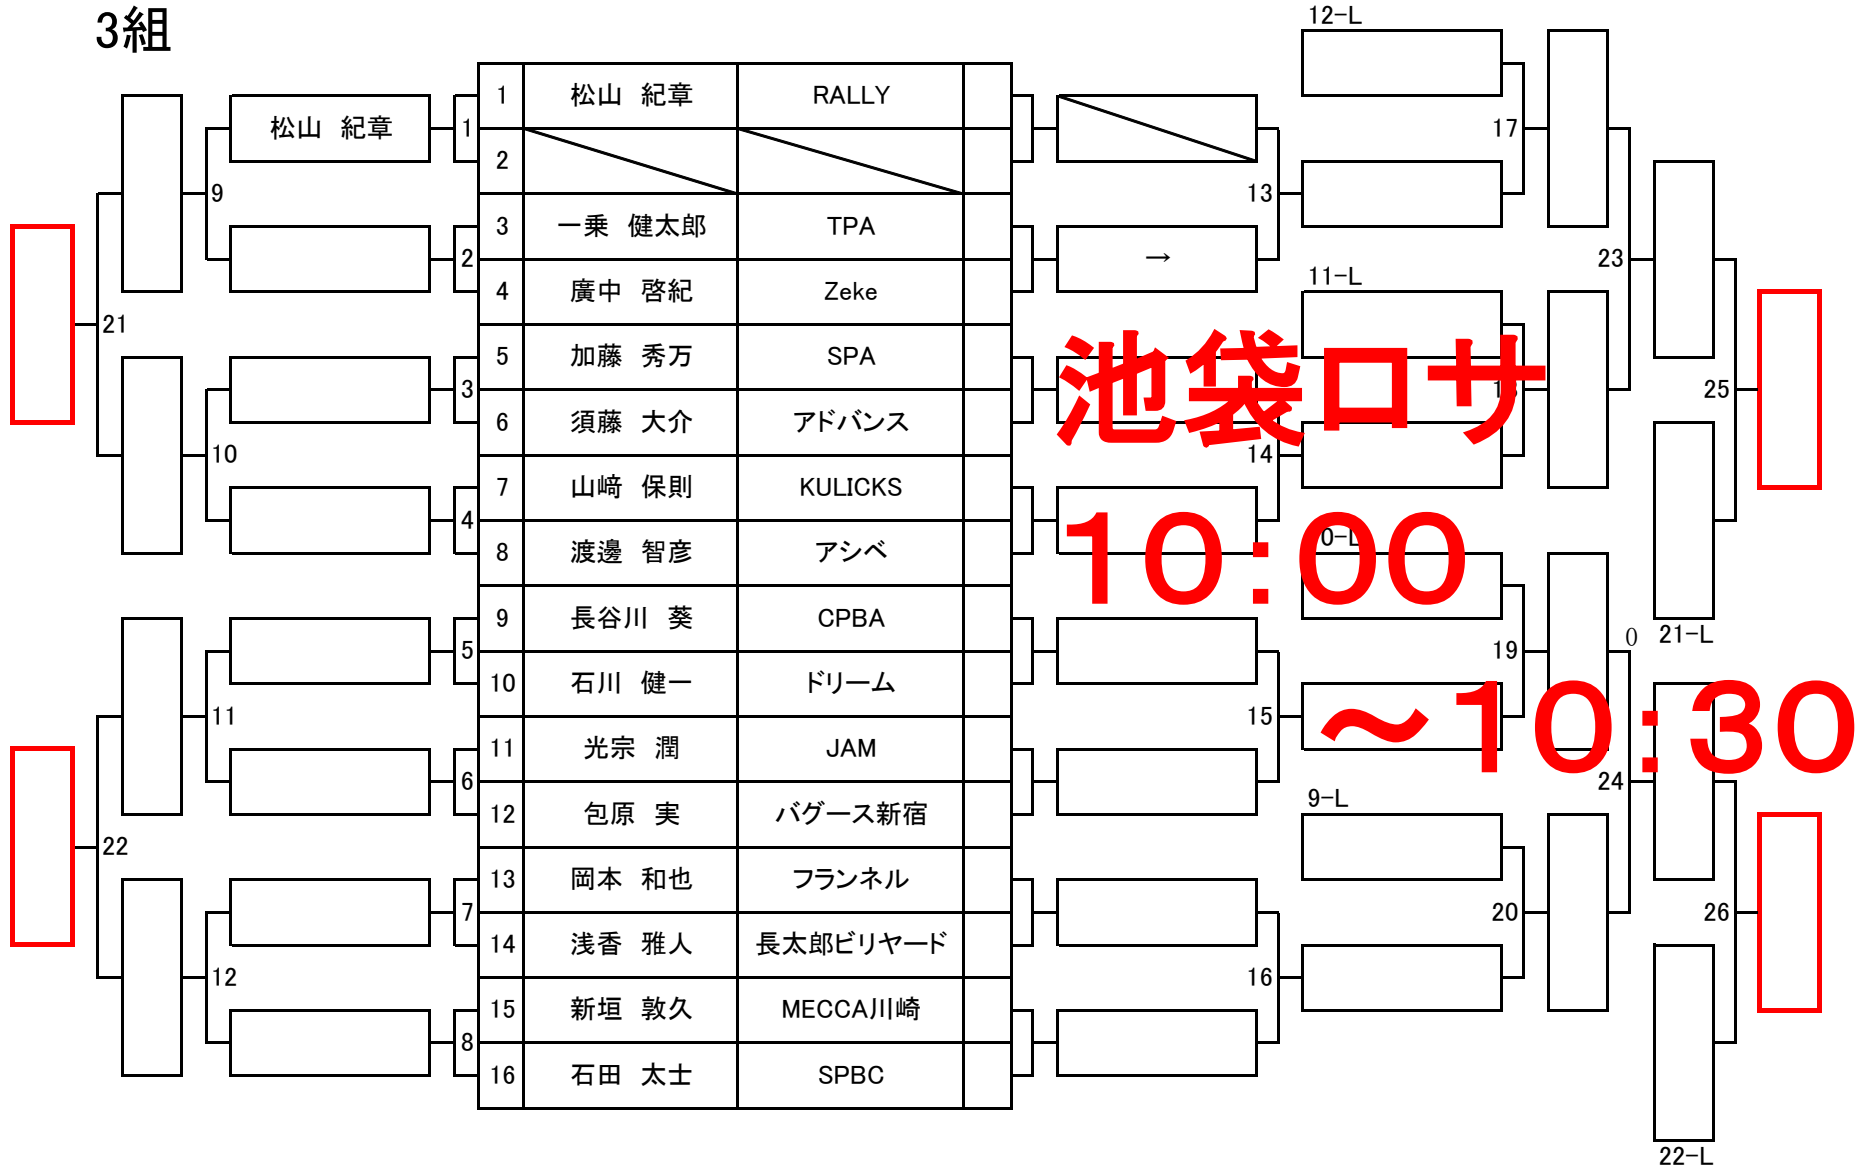 3組
12-L
1 松山 紀章 RALLY
松山 紀章
1
17
2
9
13
3 一乗 健太郎 TPA
2
→
23
4 廣中 啓紀 Zeke
11-L
21
5 加藤 秀万 SPA
池袋ロサ
3
25
6 須藤 大介 アドバンス
10
14
7 山﨑 保則 KULICKS
4
10:00
8 渡邊 智彦 アシベ
9 長谷川 葵 CPBA
0
21-L
5
19
10 石川 健一 ドリーム
11
15
~10:30
11 光宗 潤 JAM
6
24
9-L
12 包原 実 バグース新宿
22
13 岡本 和也 フランネル
7
20
26
14 浅香 雅人 長太郎ビリヤード
12
16
15 新垣 敦久 MECCA川崎
8
16 石田 太士 SPBC
22-L